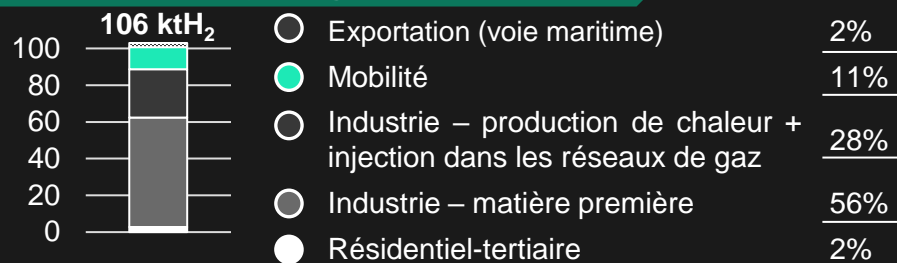 106 ktH₂
100
80
60
40
20
0
Exportation (voie maritime) 2%
Mobilité 11%
Industrie – production de chaleur +
injection dans les réseaux de gaz 28%
Industrie – matière première 56%
Résidentiel-tertiaire 2%